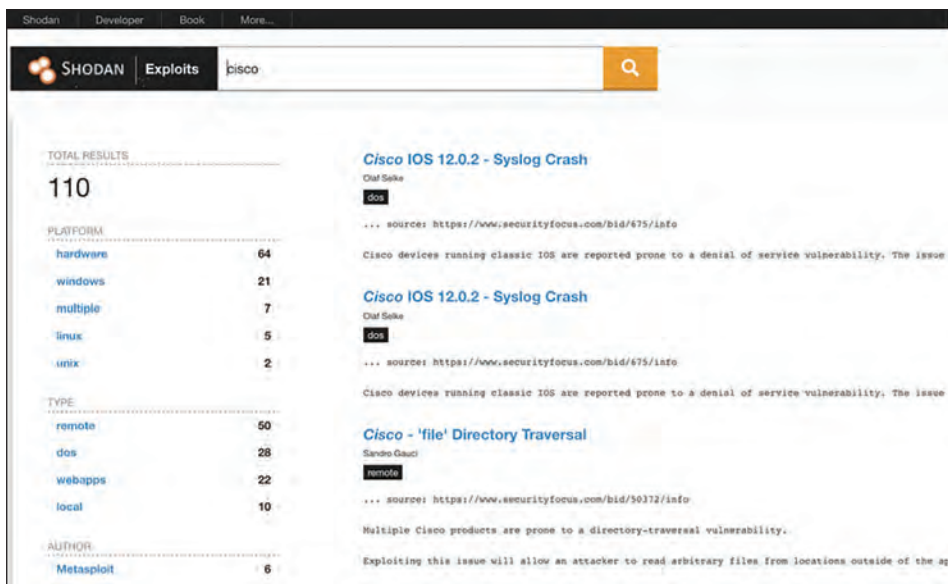 Shodan Developer Book More...
SHODAN Exploits cisco
TOTAL RESULTS
110
PLATFORM
hardware 64
windows 21
multiple 7
linux 5
unix 2
TYPE
remote 50
dos 28
webapps 22
local 10
AUTHOR
Metasploit 6
Cisco IOS 12.0.2 - Syslog Crash
Olaf Selke
dos
... source: https://www.securityfocus.com/bid/675/info
Cisco devices running classic IOS are reported prone to a denial of service vulnerability. The issue
Cisco IOS 12.0.2 - Syslog Crash
Olaf Selke
dos
... source: https://www.securityfocus.com/bid/675/info
Cisco devices running classic IOS are reported prone to a denial of service vulnerability. The issue
Cisco - 'file' Directory Traversal
Sandro Gauci
remote
... source: https://www.securityfocus.com/bid/50372/info
Multiple Cisco products are prone to a directory-traversal vulnerability.
Exploiting this issue will allow an attacker to read arbitrary files from locations outside of the